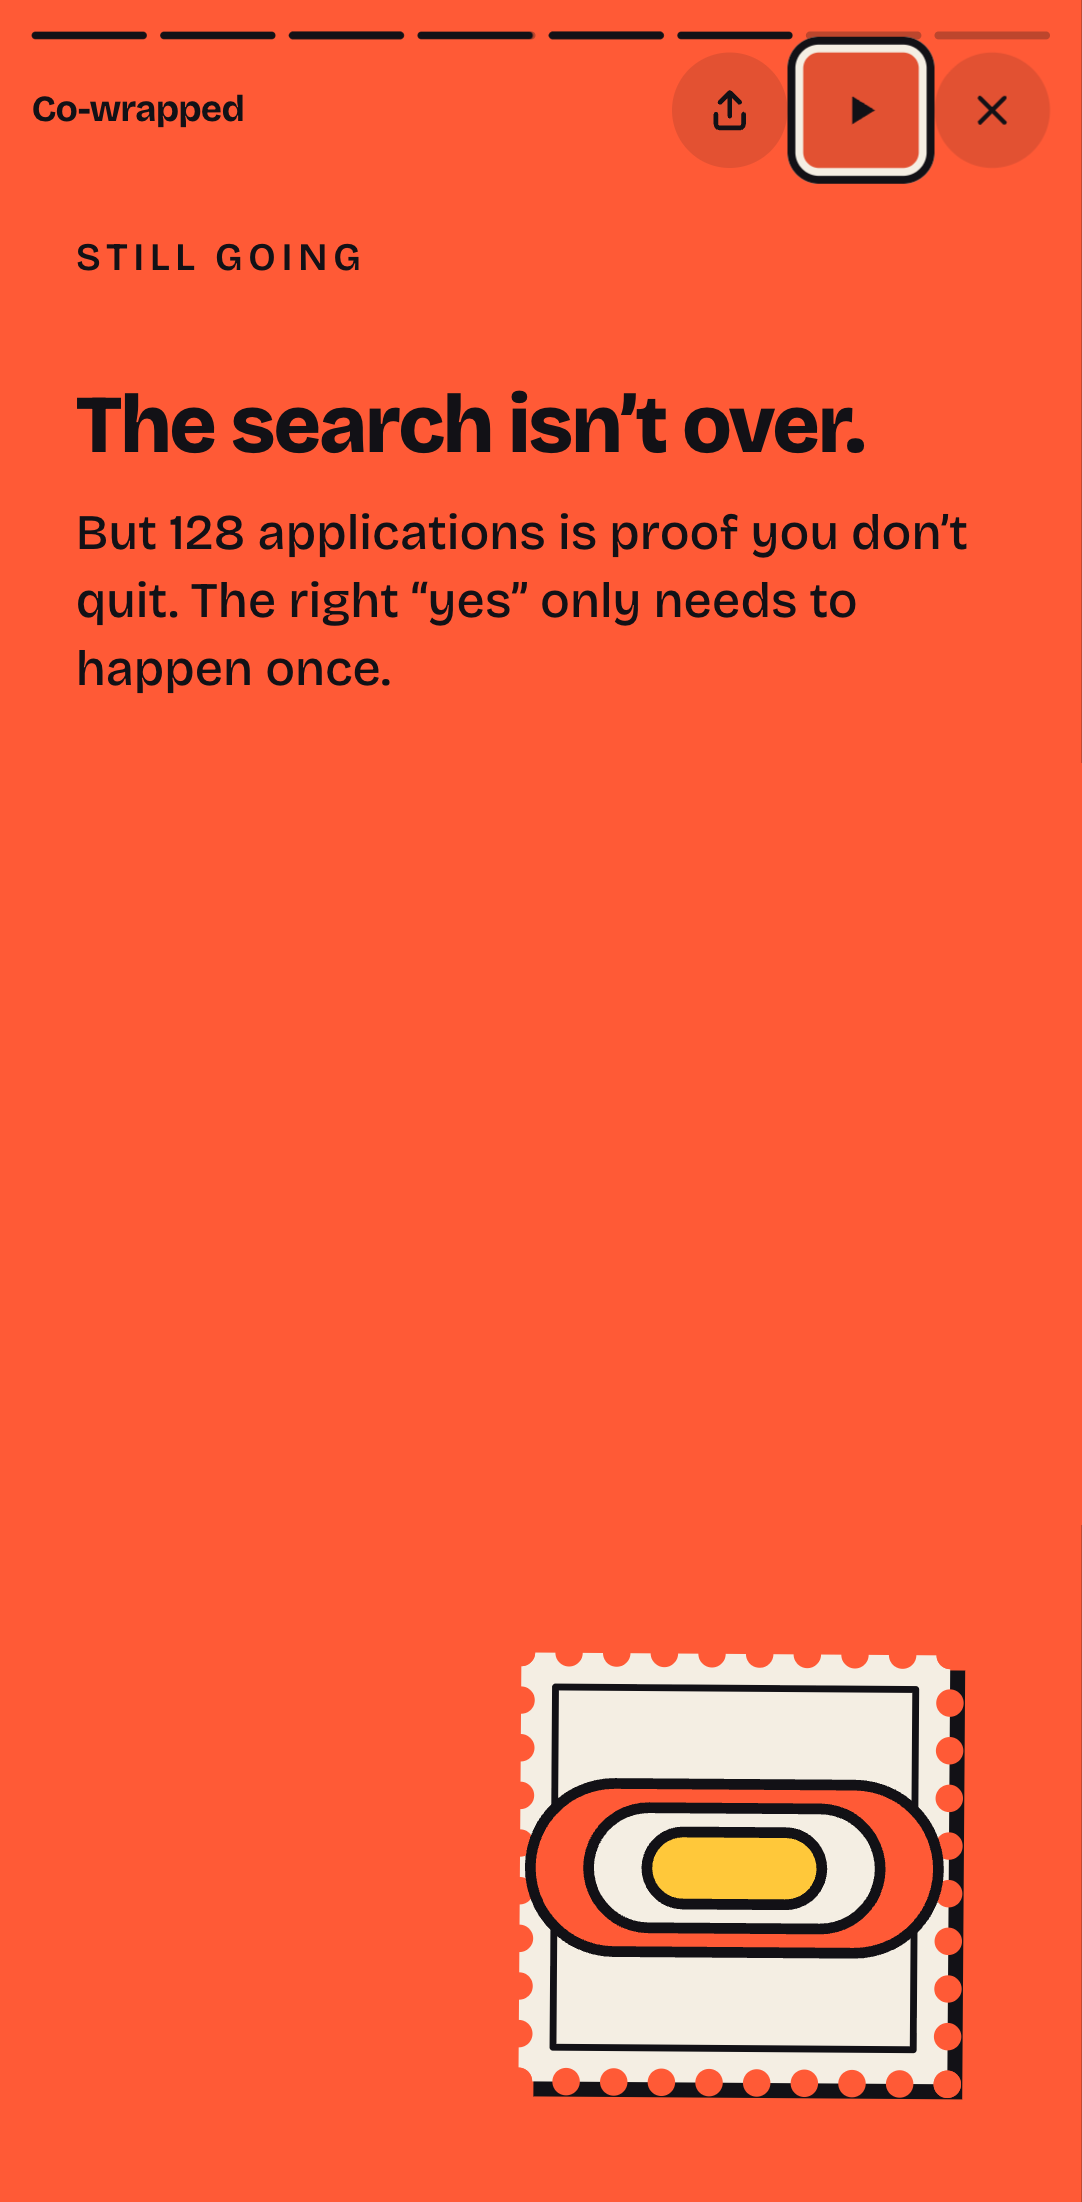 Co-wrapped
STILL GOING
The search isn’t over.
But 128 applications is proof you don’t
quit. The right “yes” only needs to
happen once.